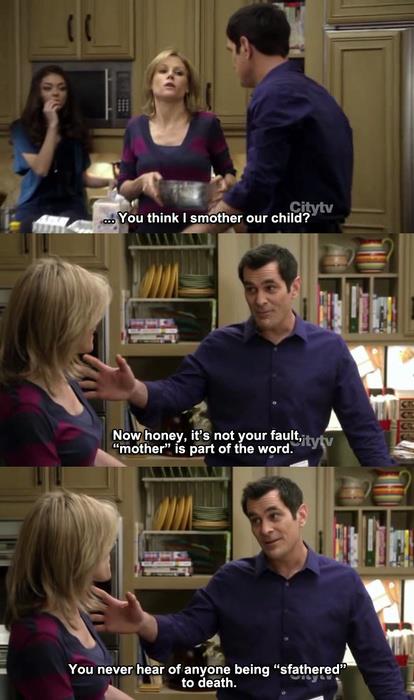 ... You think I smother our child?
Citytv
Now honey, it's not your fault,
"mother" is part of the word.
Citytv
You never hear of anyone being "sfathered"
to death.
Citytv